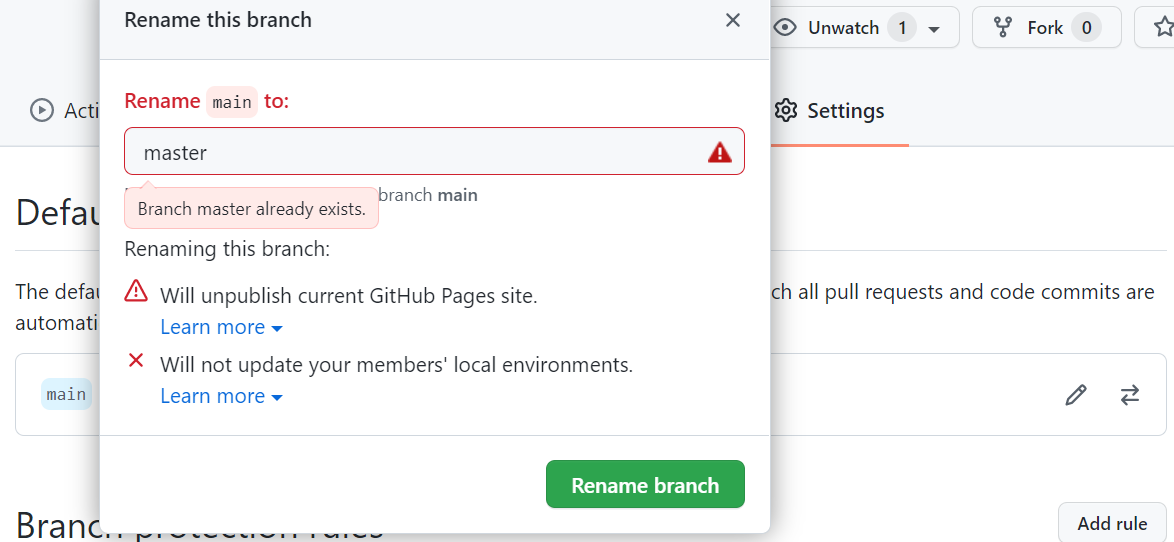 Rename this branch
Unwatch 1
Fork 0
Acti
Settings
Rename main to:
master
branch main
Branch master already exists.
Defau
Renaming this branch:
The defau
Will unpublish current GitHub Pages site.
ch all pull requests and code commits are
automati
Learn more
Will not update your members' local environments.
main
Learn more
Rename branch
Branch protection rules
Add rule